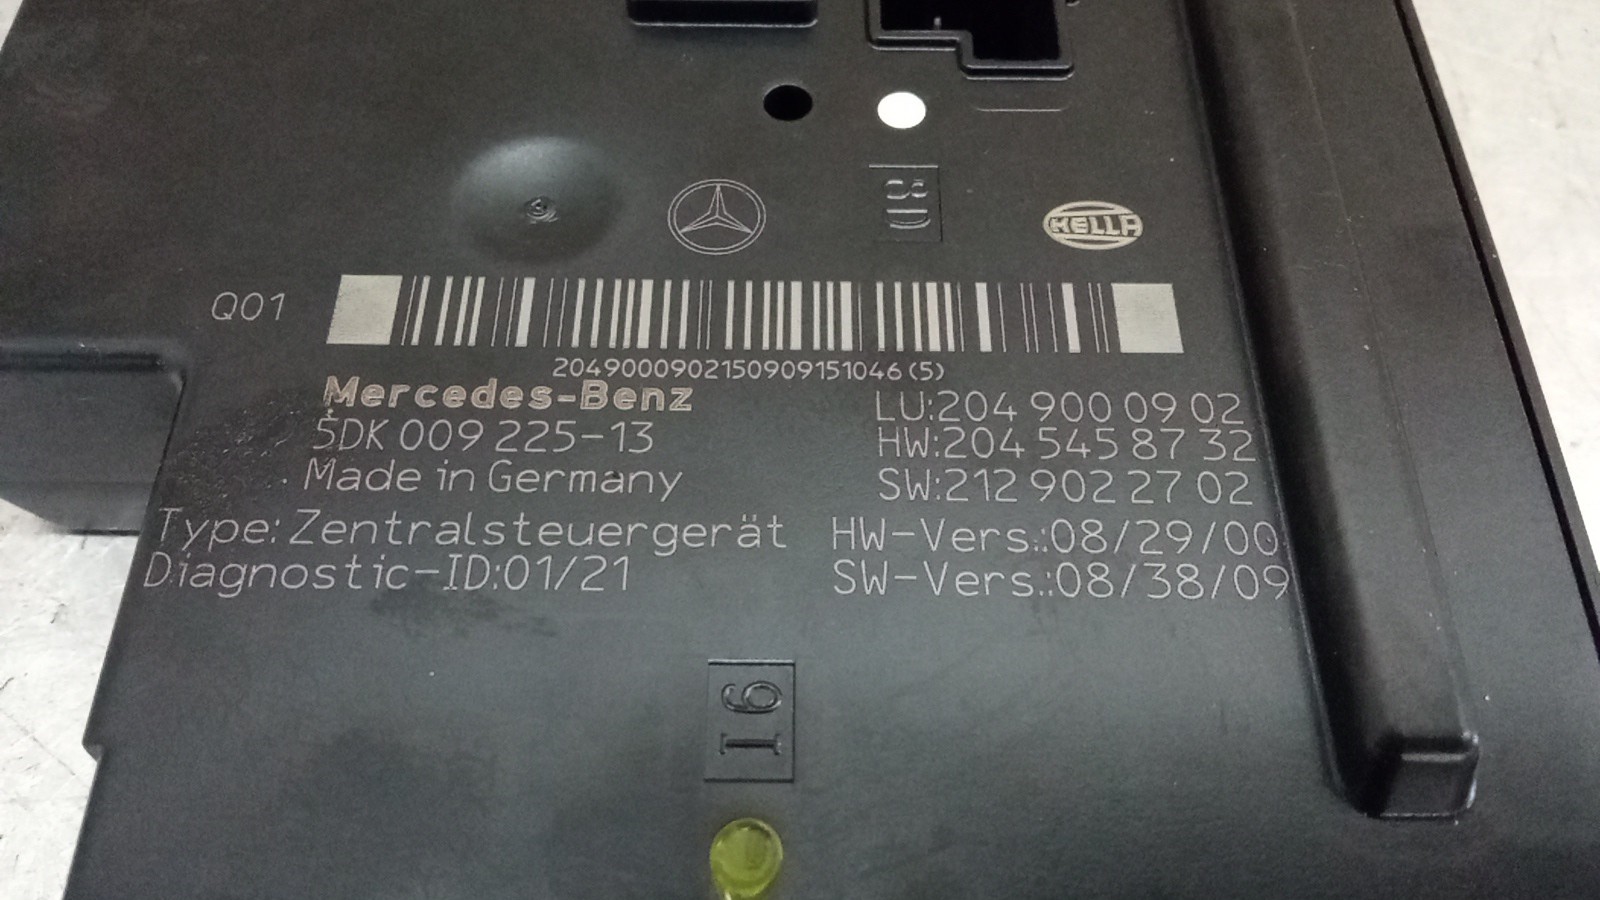 8D
HELLA
Q01
2049000902150909151046(5)
Mercedes-Benz
5DK 009 225-13
Made in Germany
LU:204 900 09 02
HW:204 545 87 32
SW:212 902 27 02
Type: Zentralsteuergerät
Diagnostic-ID:01/21
HW-Vers.:08/29/00
SW-Vers.:08/38/09
I6